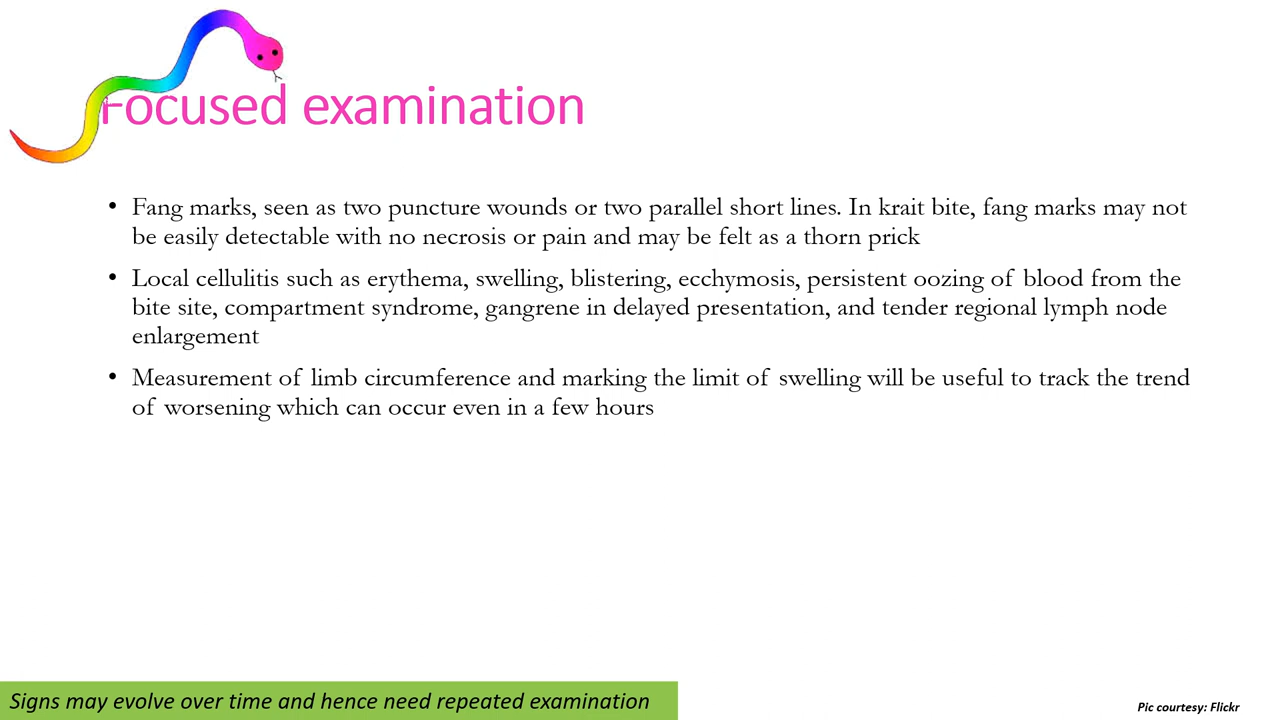 Focused examination
• Fang marks, seen as two puncture wounds or two parallel short lines. In krait bite, fang marks may not
be easily detectable with no necrosis or pain and may be felt as a thorn prick
• Local cellulitis such as erythema, swelling, blistering, ecchymosis, persistent oozing of blood from the
bite site, compartment syndrome, gangrene in delayed presentation, and tender regional lymph node
enlargement
• Measurement of limb circumference and marking the limit of swelling will be useful to track the trend
of worsening which can occur even in a few hours
Signs may evolve over time and hence need repeated examination
Pic courtesy: Flickr